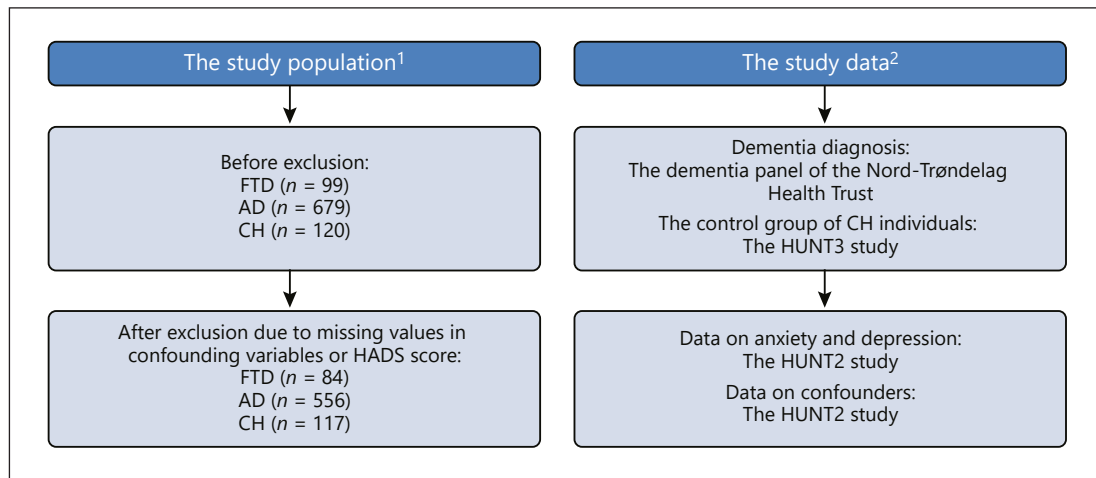 The study population¹
Before exclusion:
FTD (n = 99)
AD (n = 679)
CH (n = 120)
After exclusion due to missing values in
confounding variables or HADS score:
FTD (n = 84)
AD (n = 556)
CH (n = 117)
The study data²
Dementia diagnosis:
The dementia panel of the Nord-Trøndelag
Health Trust
The control group of CH individuals:
The HUNT3 study
Data on anxiety and depression:
The HUNT2 study
Data on confounders:
The HUNT2 study